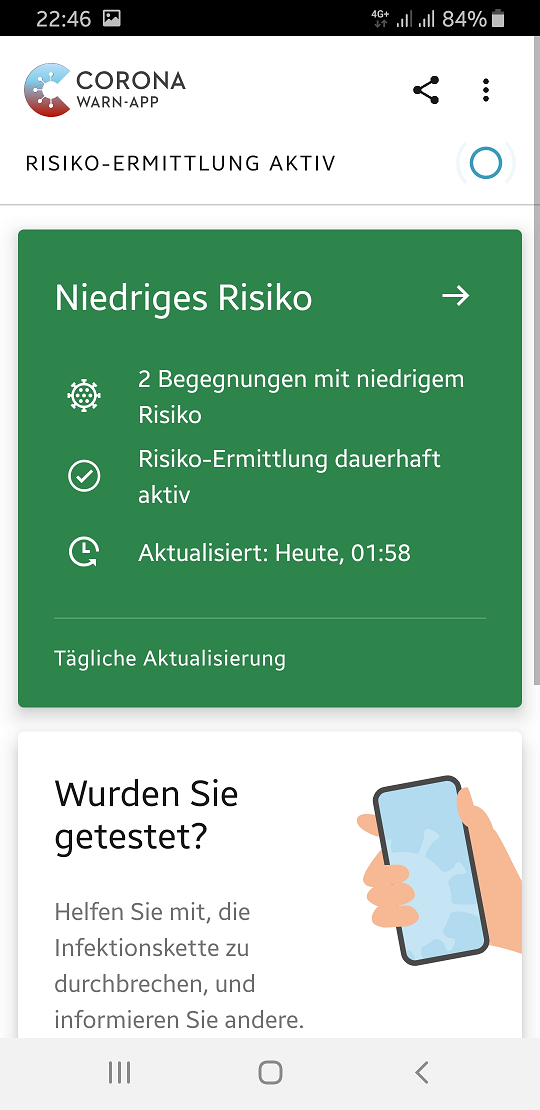 22:46 4G+ 84%
CORONA
WARN-APP
RISIKO-ERMITTLUNG AKTIV
Niedriges Risiko
2 Begegnungen mit niedrigem
Risiko
Risiko-Ermittlung dauerhaft
aktiv
Aktualisiert: Heute, 01:58
Tägliche Aktualisierung
Wurden Sie
getestet?
Helfen Sie mit, die
Infektionskette zu
durchbrechen, und
informieren Sie andere.